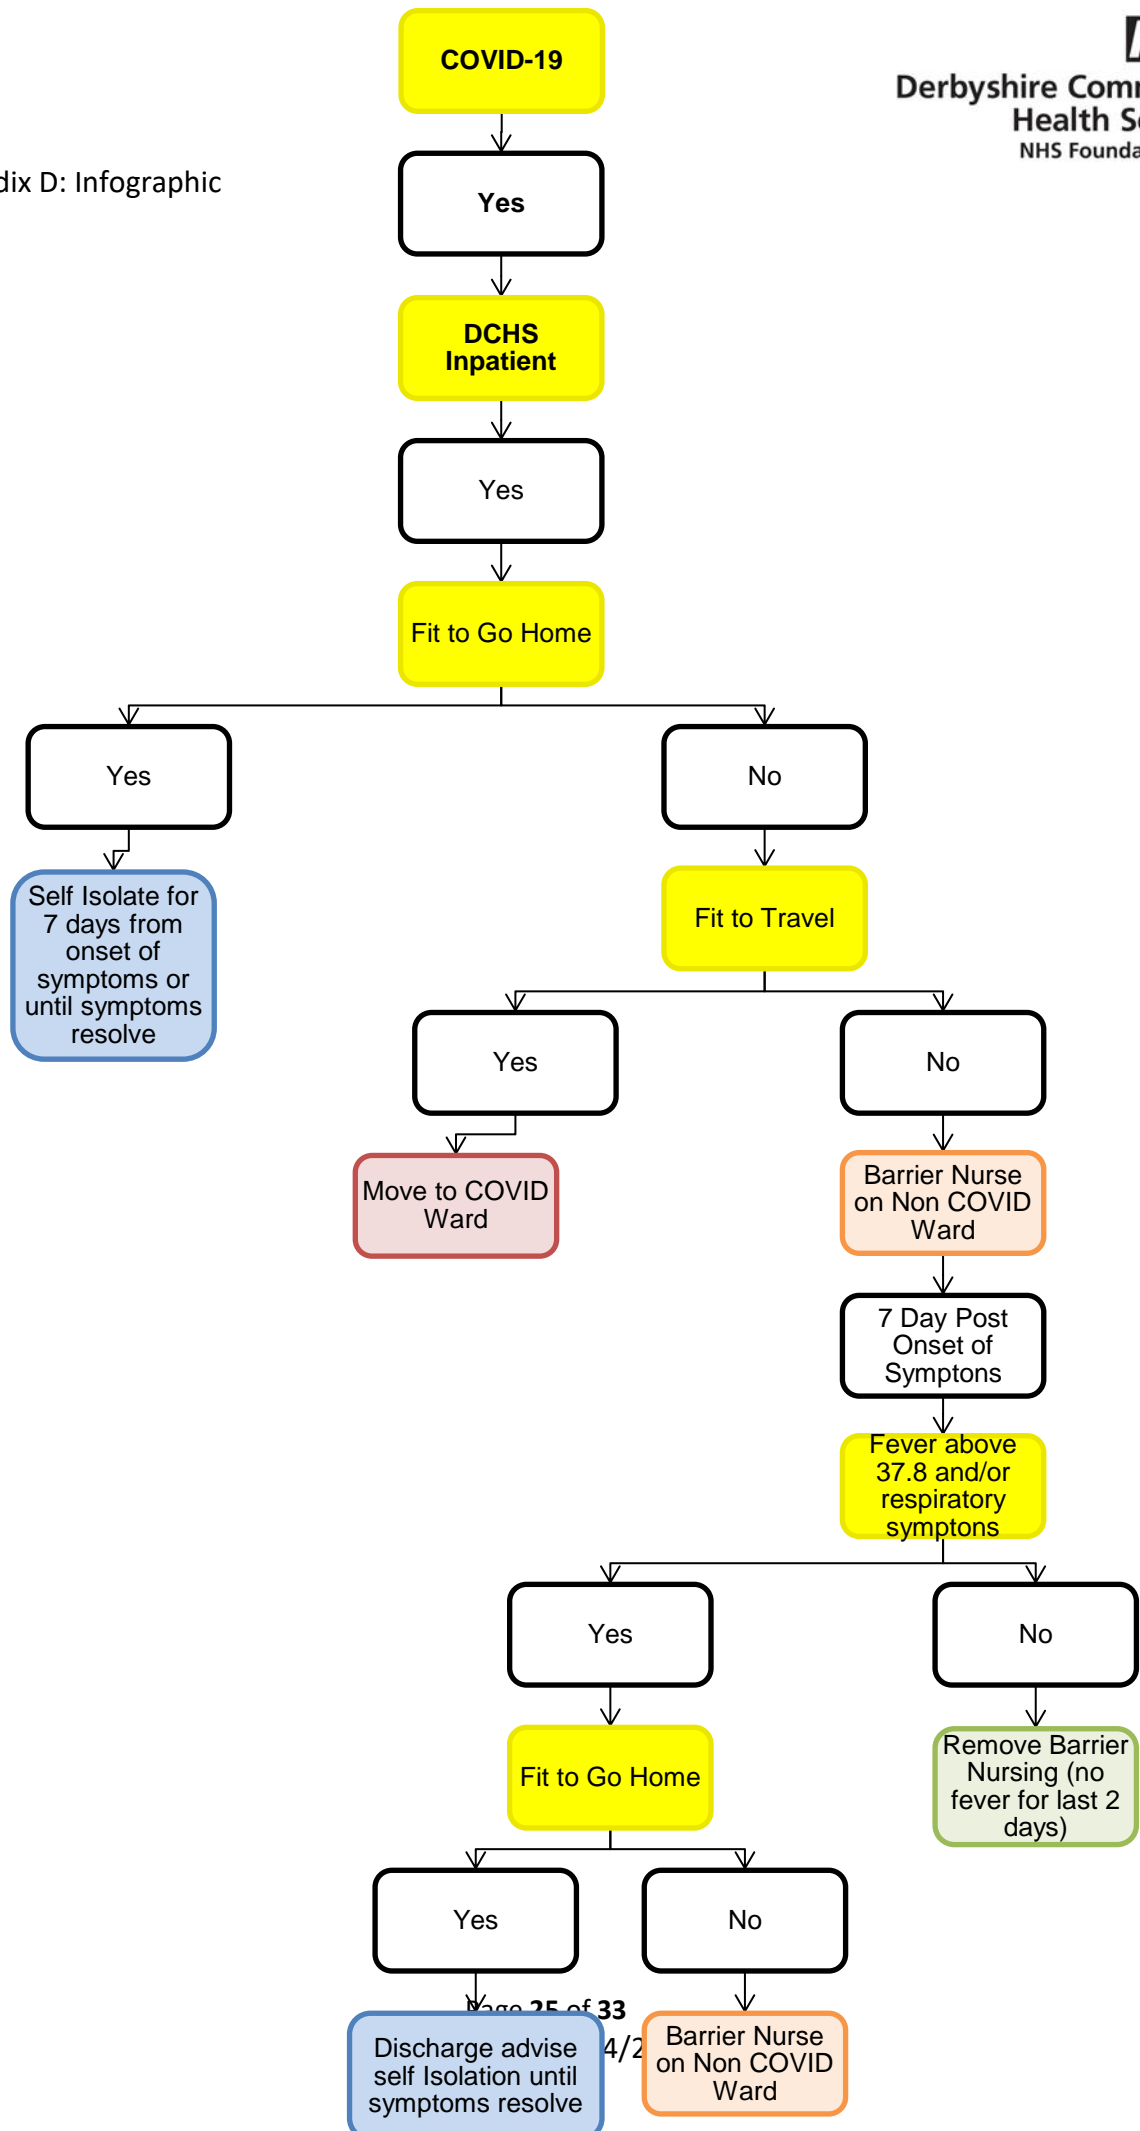 COVID-19
Derbyshire Comm
Health Se
NHS Founda
dix D: Infographic
Yes
DCHS
Inpatient
Yes
Fit to Go Home
Yes
No
Self Isolate for
7 days from
onset of
symptoms or
until symptoms
resolve
Fit to Travel
Yes
No
Move to COVID
Ward
Barrier Nurse
on Non COVID
Ward
7 Day Post
Onset of
Symptons
Fever above
37.8 and/or
respiratory
symptons
Yes
No
Fit to Go Home
Remove Barrier
Nursing (no
fever for last 2
days)
Yes
No
Page 25 of 33
4/2
Discharge advise
self Isolation until
symptoms resolve
Barrier Nurse
on Non COVID
Ward